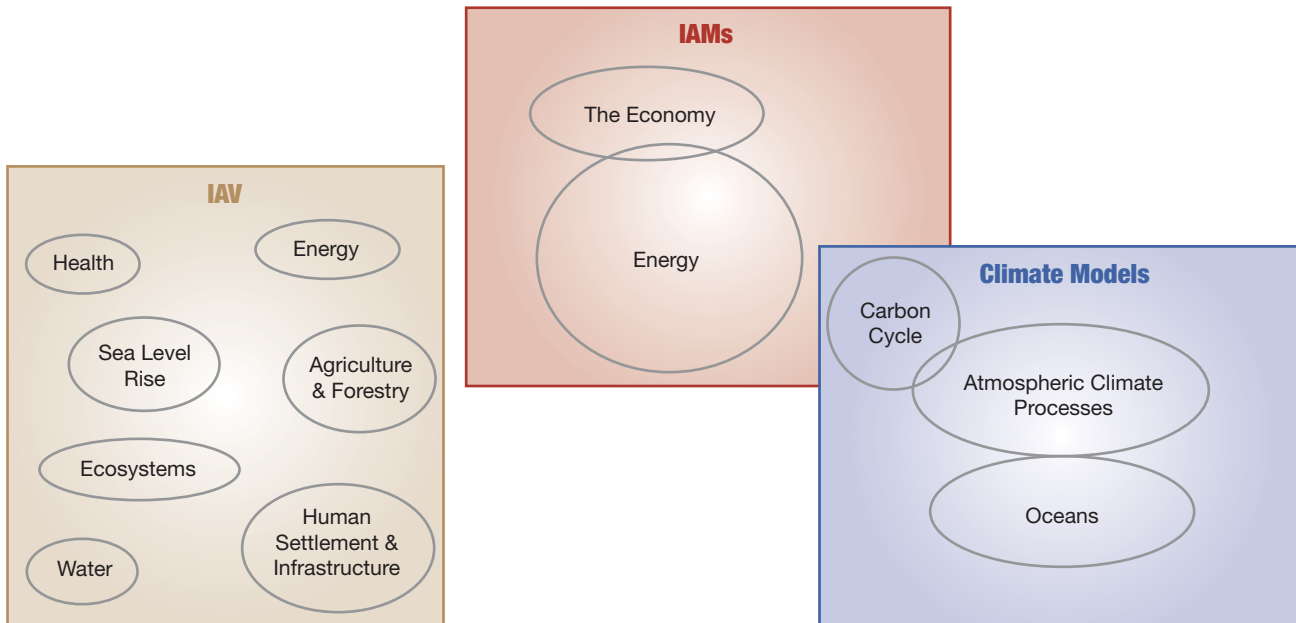 IAMs
The Economy
Energy
IAV
Health
Energy
Sea Level
Rise
Agriculture
& Forestry
Ecosystems
Human
Settlement &
Infrastructure
Water
Climate Models
Carbon
Cycle
Atmospheric Climate
Processes
Oceans